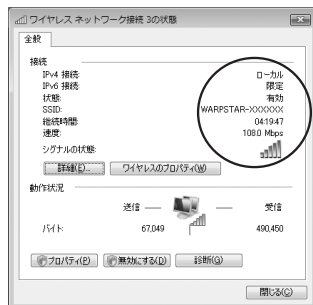 ワイヤレス ネットワーク接続 3の状態
全般
接続
IPv4 接続: ローカル
IPv6 接続: 限定
状態: 有効
SSID: WARPSTAR-XXXXXX
継続時間: 04:19:47
速度: 108.0 Mbps
シグナルの状態:
詳細(E)... ワイヤレスのプロパティ(W)
動作状況
送信 受信
バイト: 67,049 490,450
プロパティ(P) 無効にする(D) 診断(G)
閉じる(C)